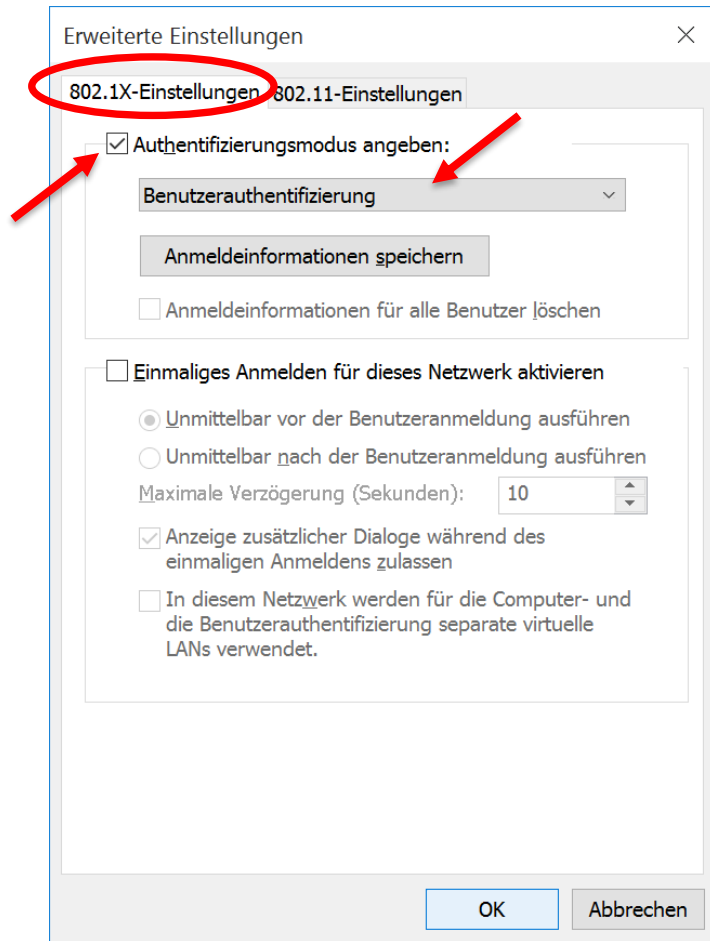 Erweiterte Einstellungen
802.1X-Einstellungen 802.11-Einstellungen
Authentifizierungsmodus angeben:
Benutzerauthentifizierung
Anmeldeinformationen speichern
Anmeldeinformationen für alle Benutzer löschen
Einmaliges Anmelden für dieses Netzwerk aktivieren
Unmittelbar vor der Benutzeranmeldung ausführen
Unmittelbar nach der Benutzeranmeldung ausführen
Maximale Verzögerung (Sekunden): 10
Anzeige zusätzlicher Dialoge während des
einmaligen Anmeldens zulassen
In diesem Netzwerk werden für die Computer- und
die Benutzerauthentifizierung separate virtuelle
LANs verwendet.
OK Abbrechen